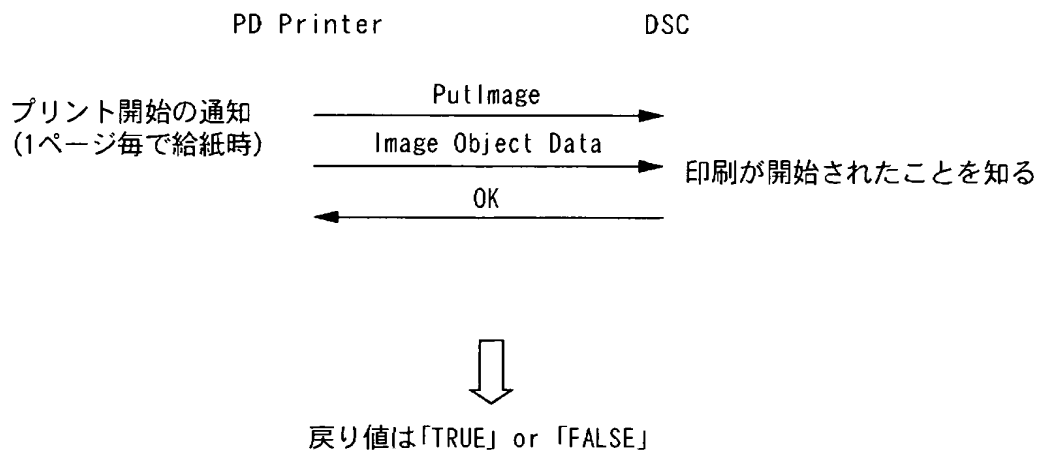 PD Printer DSC
プリント開始の通知
(1ページ毎で給紙時)
PutImage
Image Object Data
印刷が開始されたことを知る
OK
戻り値は「TRUE」 or 「FALSE」